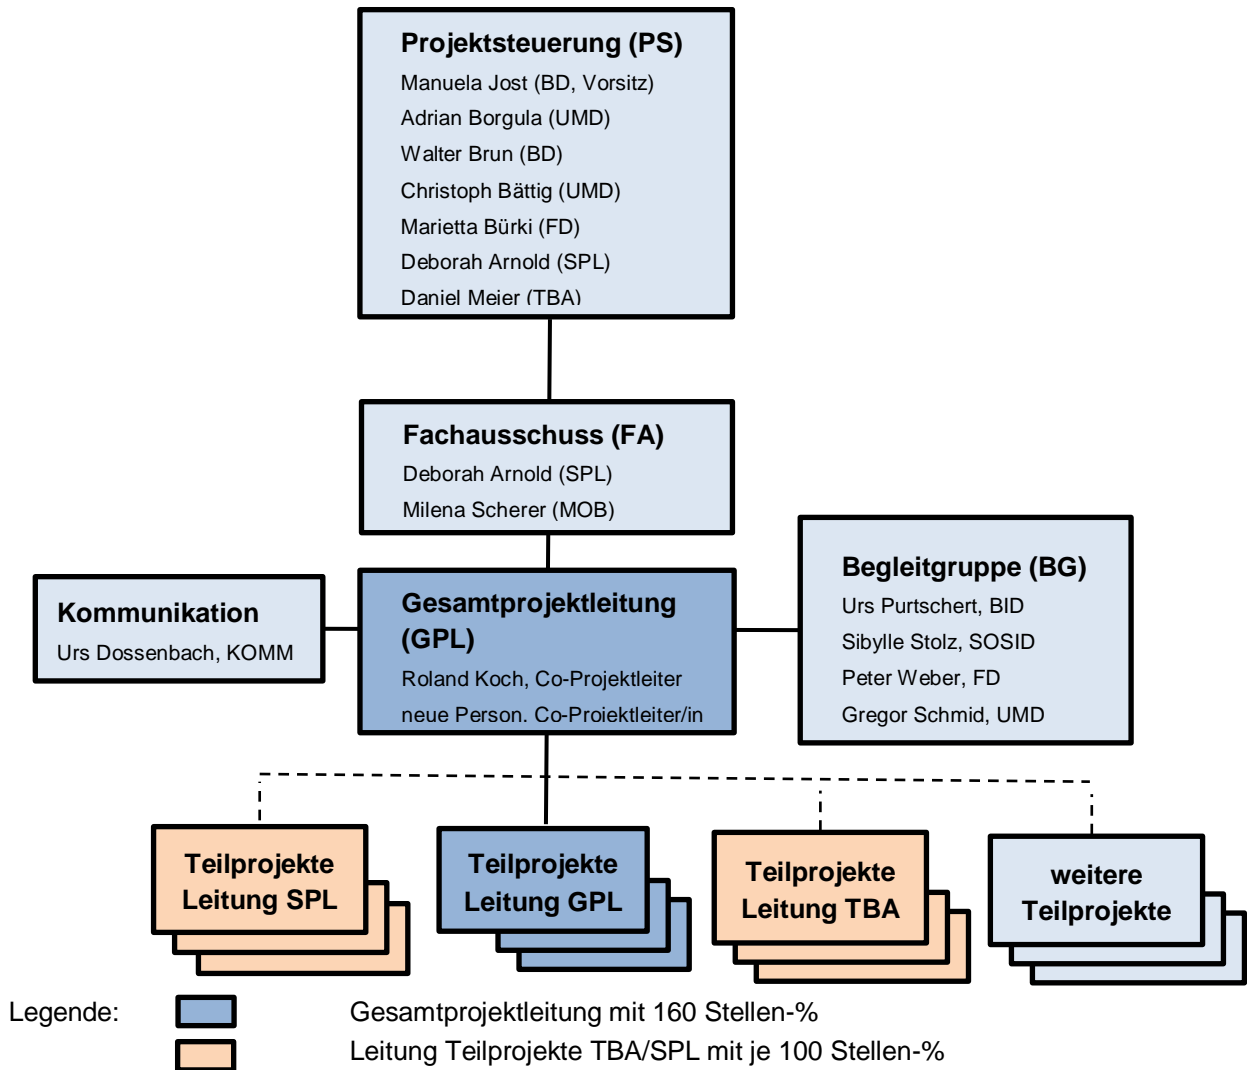 Projektsteuerung (PS)
Manuela Jost (BD, Vorsitz)
Adrian Borgula (UMD)
Walter Brun (BD)
Christoph Bättig (UMD)
Marietta Bürki (FD)
Deborah Arnold (SPL)
Daniel Meier (TBA)
Fachausschuss (FA)
Deborah Arnold (SPL)
Milena Scherer (MOB)
Kommunikation
Urs Dossenbach, KOMM
Gesamtprojektleitung
(GPL)
Roland Koch, Co-Projektleiter
neue Person, Co-Projektleiter/in
Begleitgruppe (BG)
Urs Purtschert, BID
Sibylle Stolz, SOSID
Peter Weber, FD
Gregor Schmid, UMD
Teilprojekte
Leitung SPL
Teilprojekte
Leitung GPL
Teilprojekte
Leitung TBA
weitere
Teilprojekte
Legende:
Gesamtprojektleitung mit 160 Stellen-%
Leitung Teilprojekte TBA/SPL mit je 100 Stellen-%